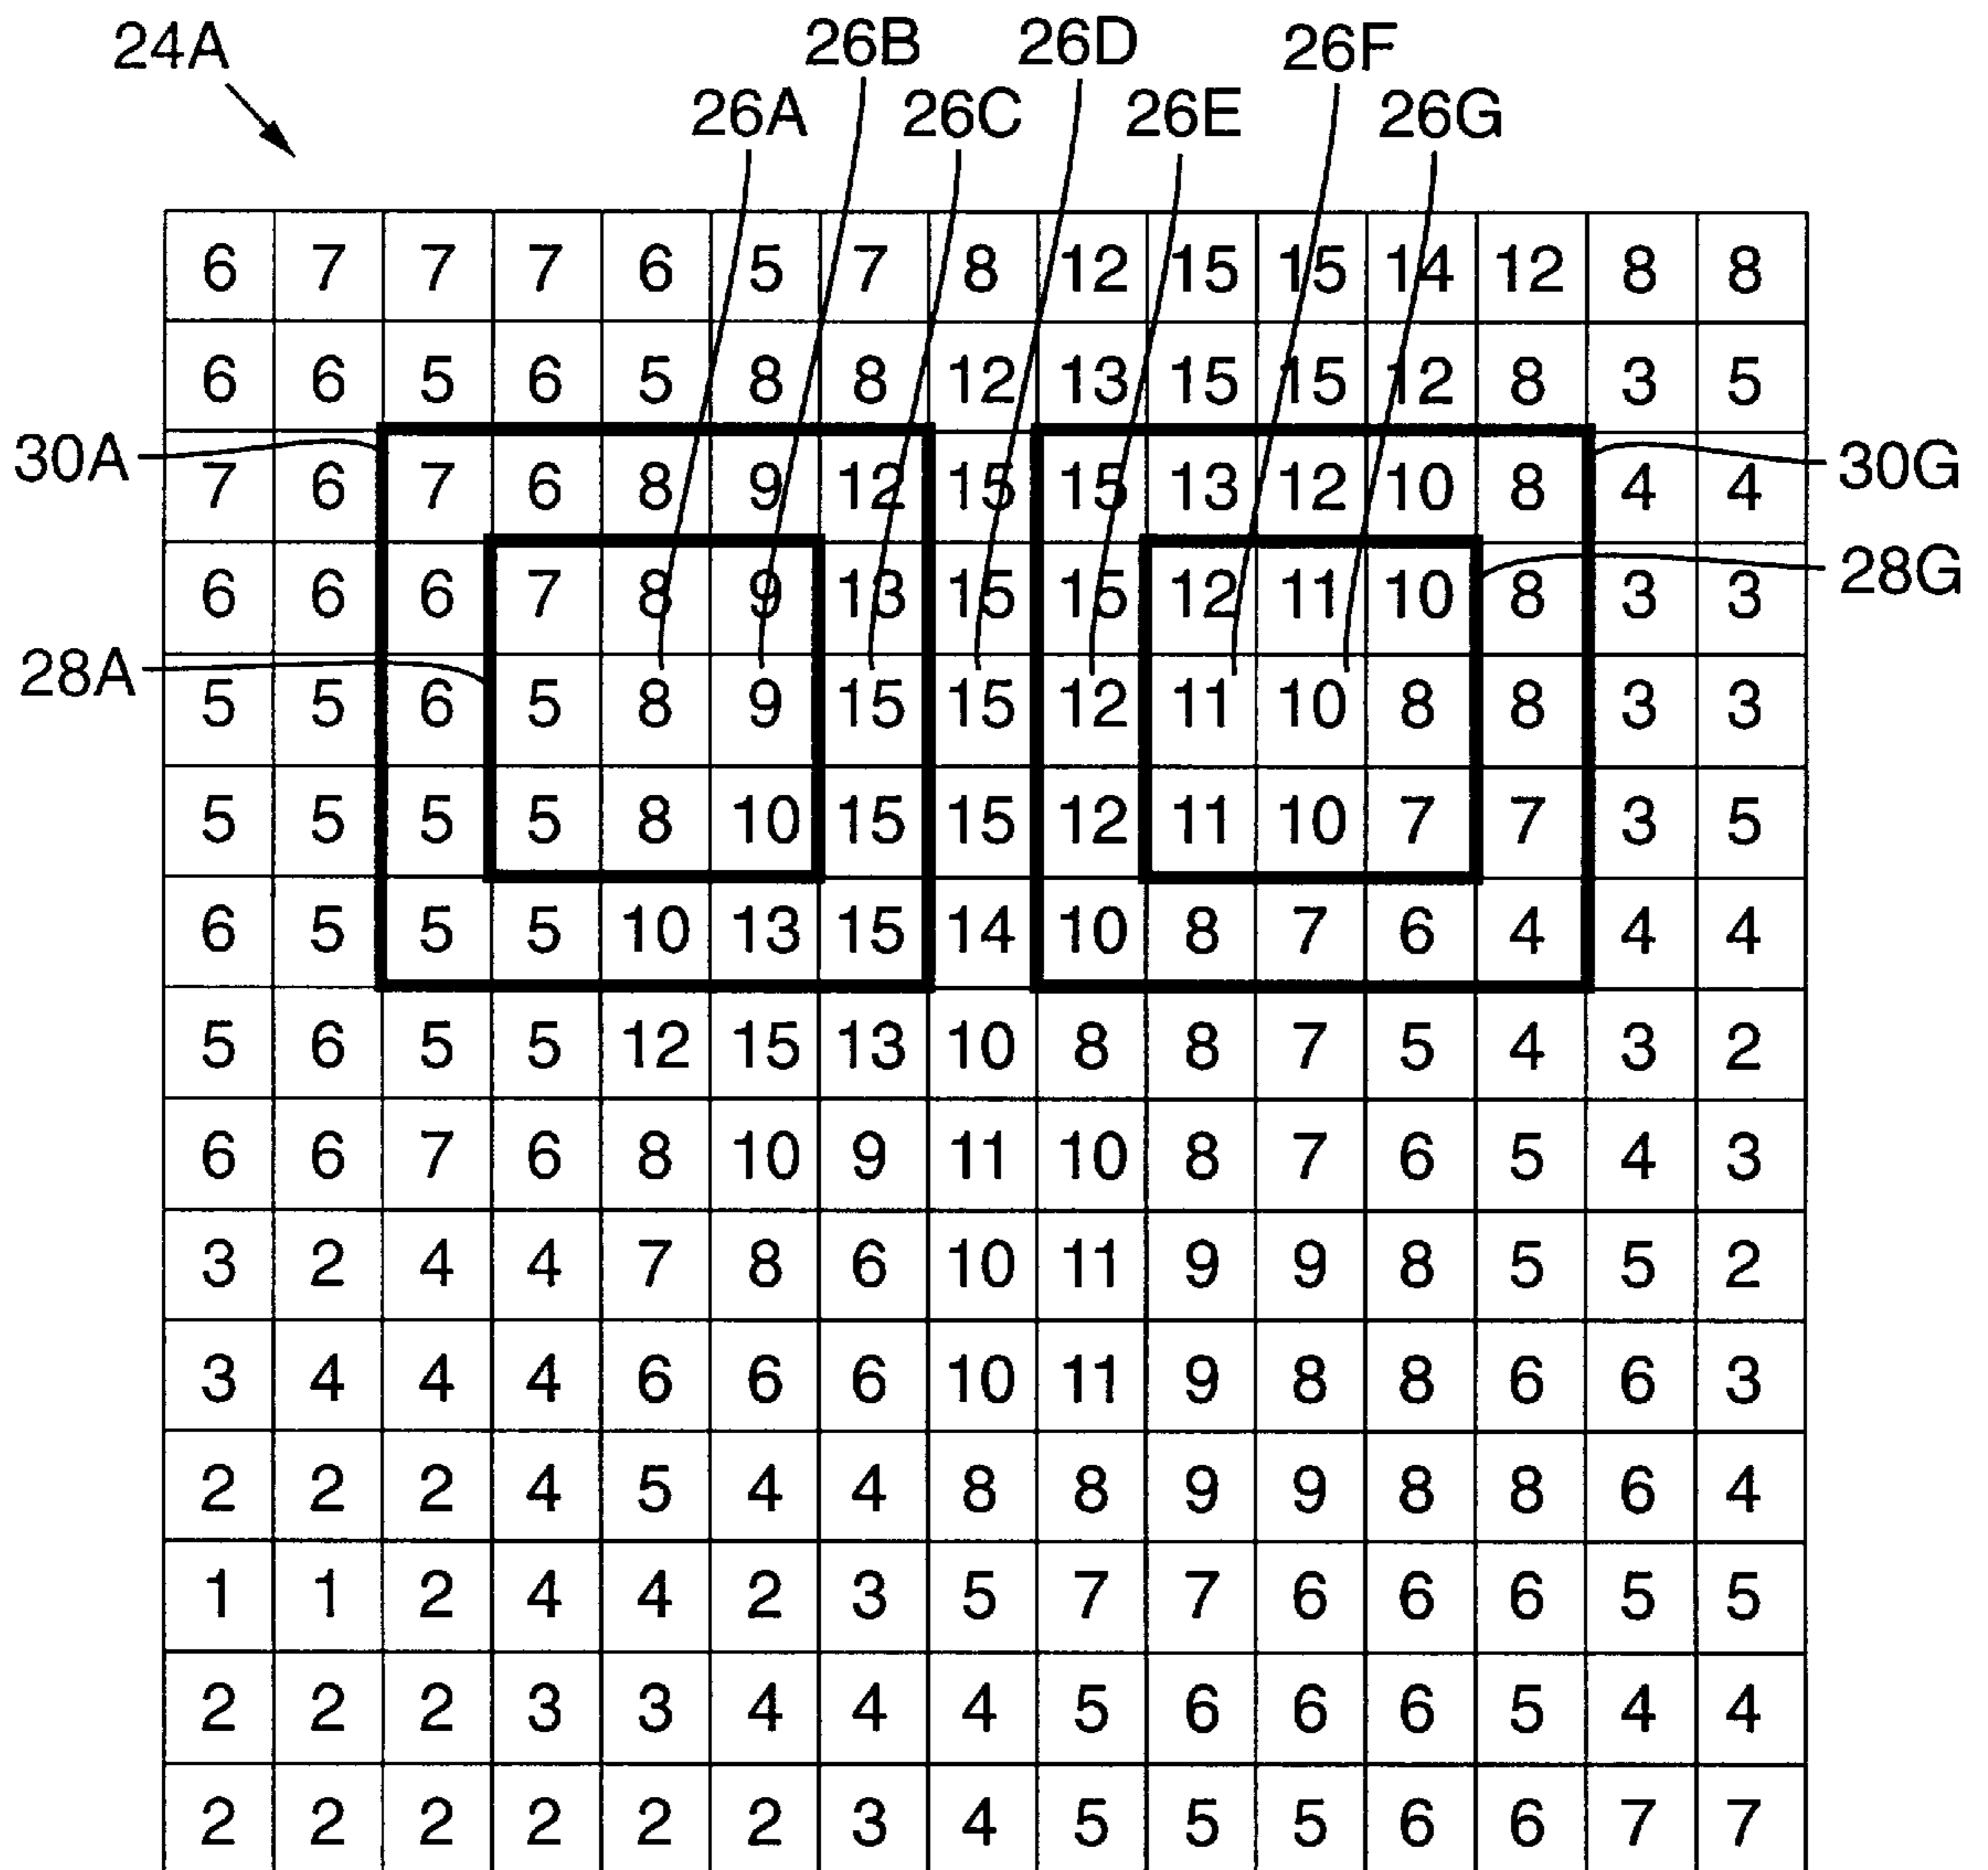 24A
26B 26D 26F
26A 26C 26E 26G
6 7 7 7 6 5 7 8 12 15 15 14 12 8 8
6 6 5 6 5 8 8 12 13 15 15 12 8 3 5
30A 7 6 7 6 8 9 12 15 15 13 12 10 8 4 4 30G
6 6 6 7 8 9 13 15 15 12 11 10 8 3 3 28G
28A 5 5 6 5 8 9 15 15 12 11 10 8 8 3 3
5 5 5 5 8 10 15 15 12 11 10 7 7 3 5
6 5 5 5 10 13 15 14 10 8 7 6 4 4 4
5 6 5 5 12 15 13 10 8 8 7 5 4 3 2
6 6 7 6 8 10 9 11 10 8 7 6 5 4 3
3 2 4 4 7 8 6 10 11 9 9 8 5 5 2
3 4 4 4 6 6 6 10 11 9 8 8 6 6 3
2 2 2 4 5 4 4 8 8 9 9 8 8 6 4
1 1 2 4 4 2 3 5 7 7 6 6 6 5 5
2 2 2 3 3 4 4 4 5 6 6 6 5 4 4
2 2 2 2 2 2 3 4 5 5 5 6 6 7 7